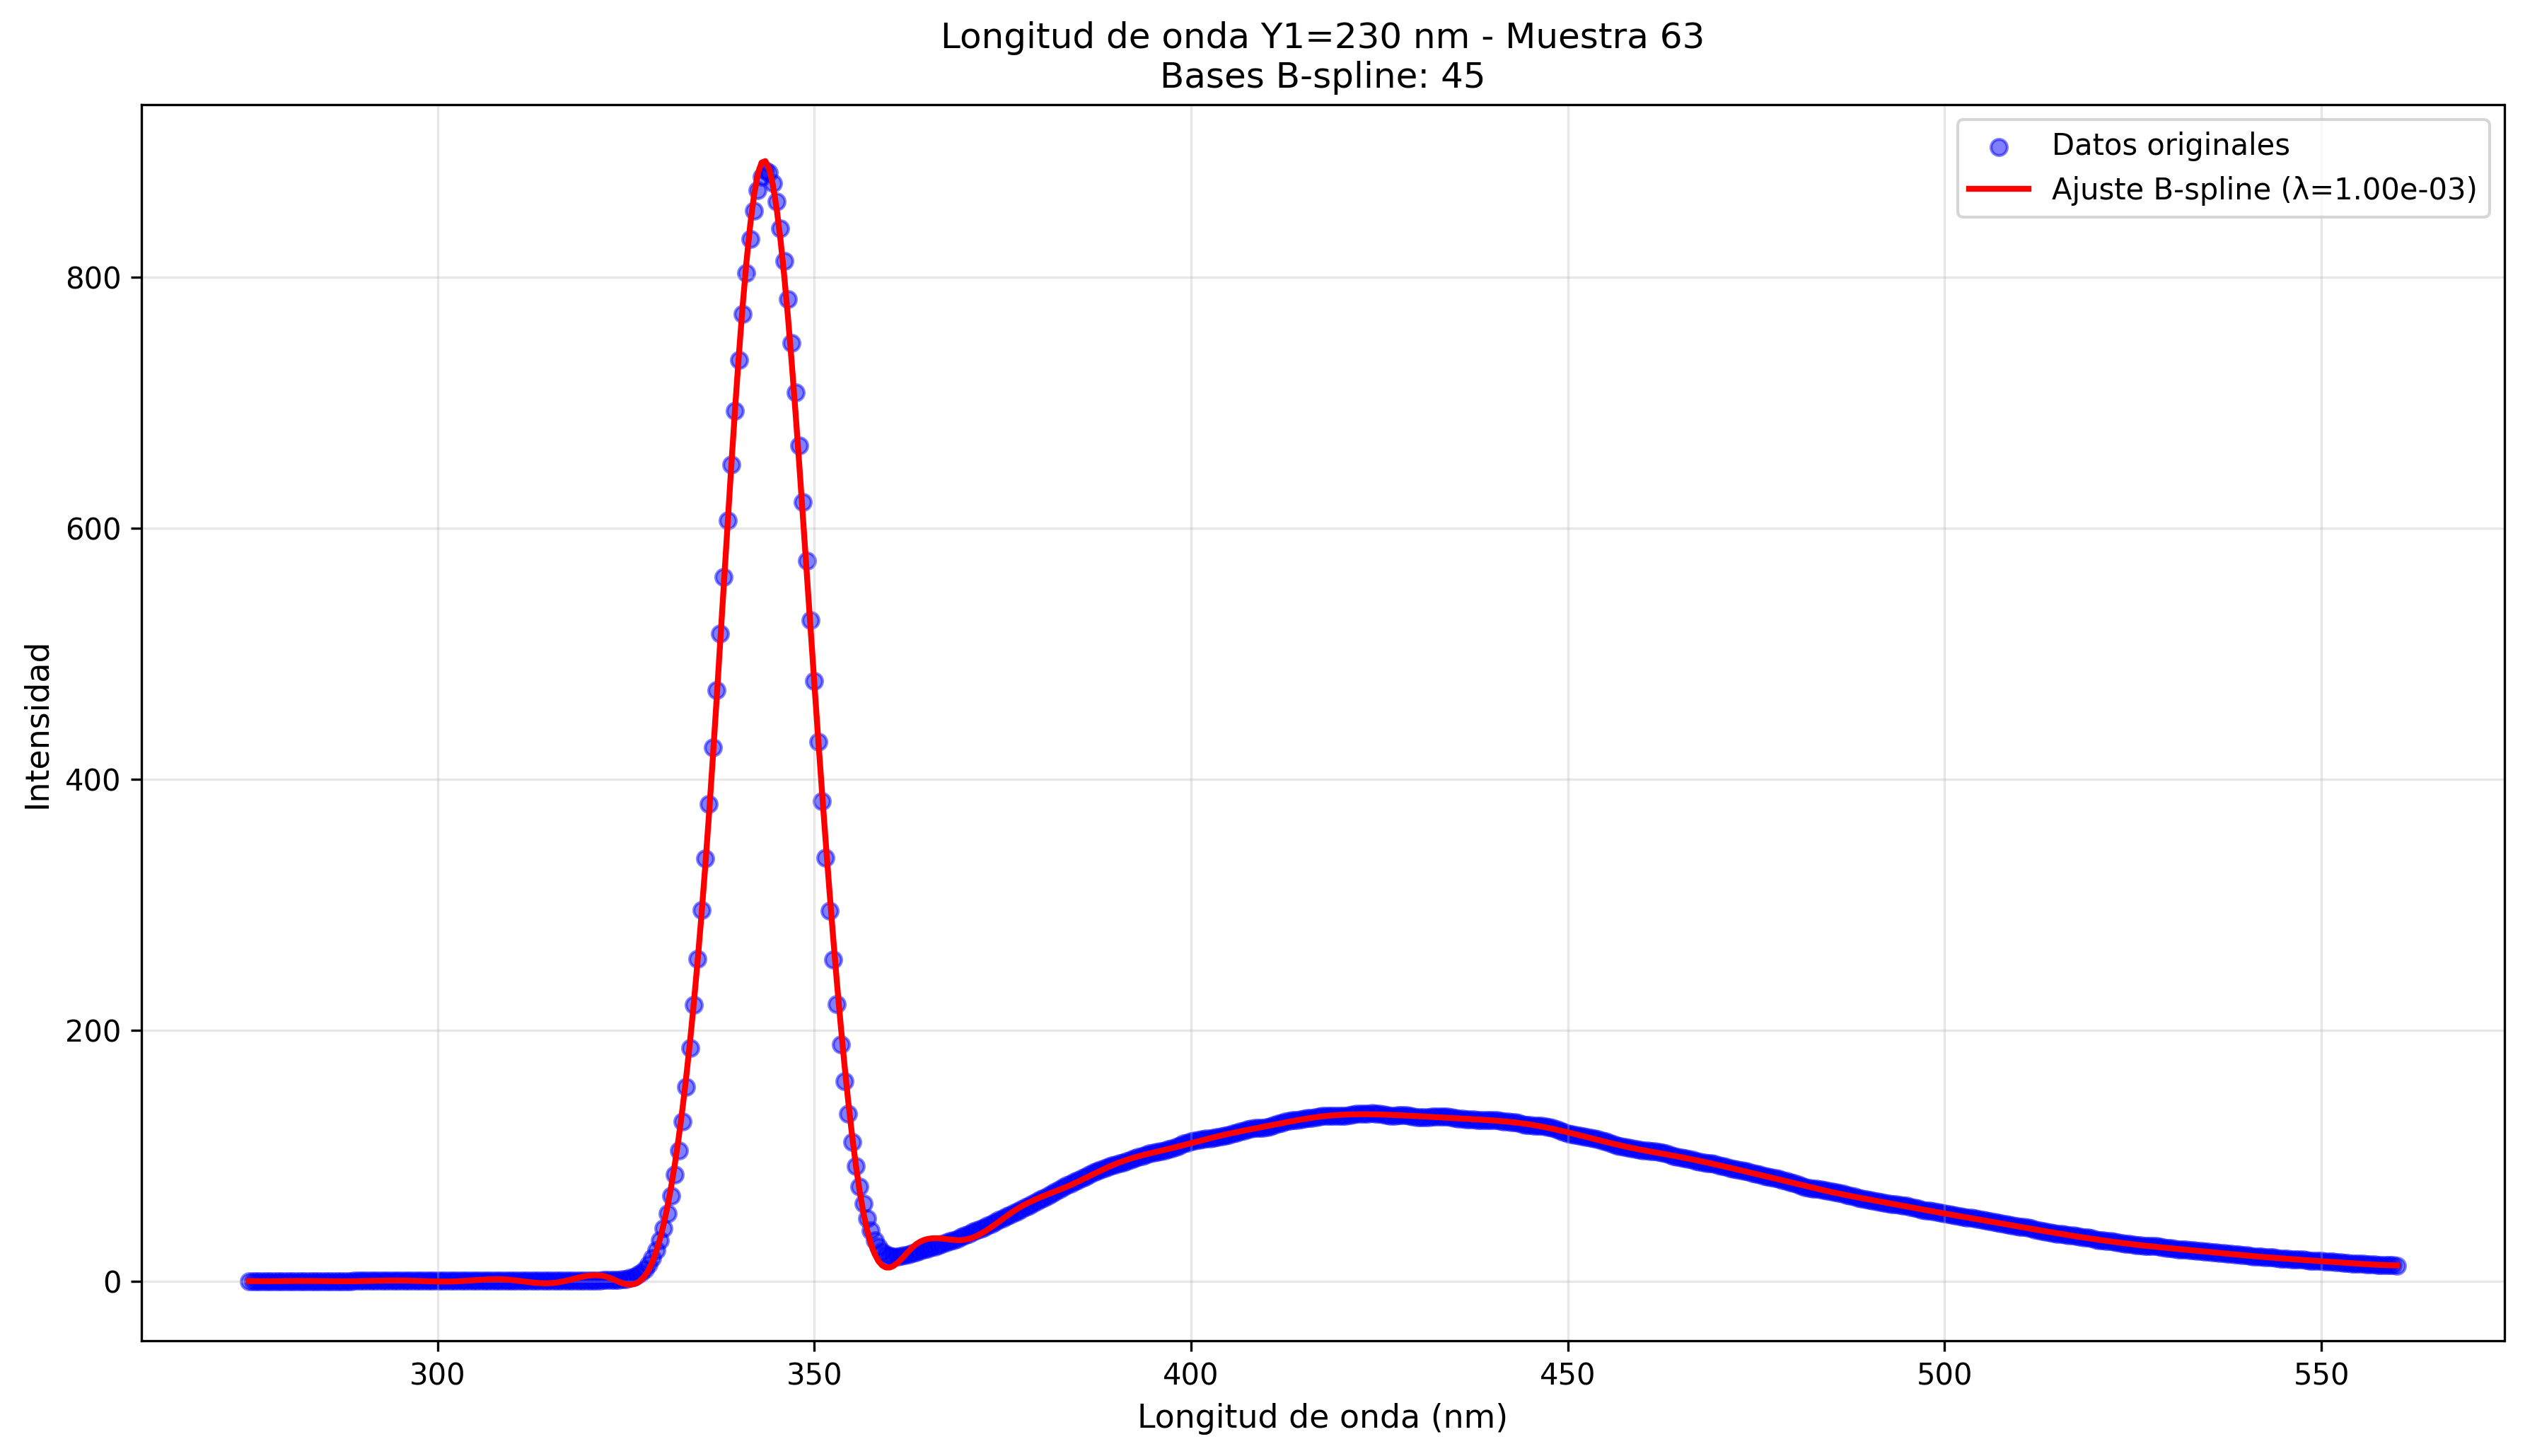 Longitud de onda Y1=230 nm - Muestra 63
Bases B-spline: 45
Datos originales
Ajuste B-spline (λ=1.00e-03)
Intensidad
800
600
400
200
0
300 350 400 450 500 550
Longitud de onda (nm)